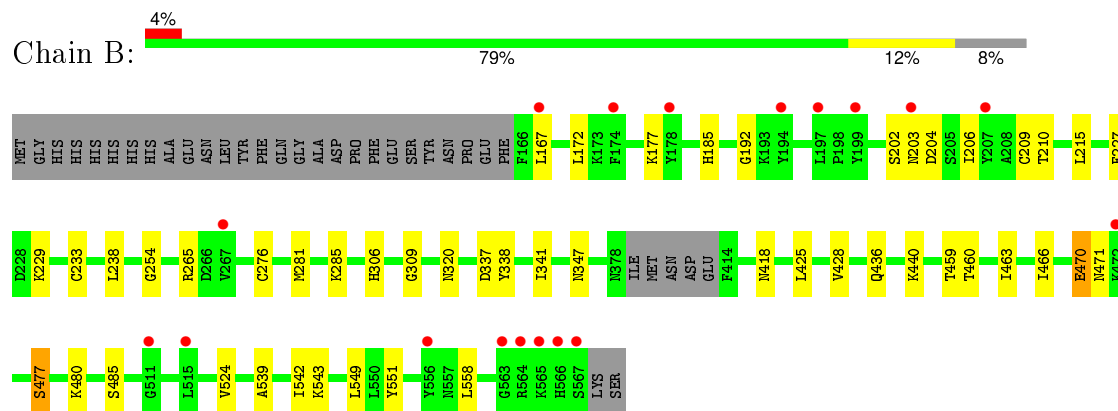 4%
Chain B:
79% 12% 8%
MET GLY HIS HIS HIS HIS HIS HIS ALA GLU ASN LEU TYR PHE GLN GLY ALA ASP PRO PHE GLU SER TYR ASN PRO GLU PHE F166 L167 L172 K173 F174 K177 Y178 H185 G192 K193 Y194 L197 P198 Y199 S202 N203 D204 S205 I206 Y207 A208 C209 T210 L215
D228 K229 C233 L238 G254 R265 D266 V267 C276 M281 K285 H306 G309 N320 D337 Y338 I341 N347 N378 ILE MET ASN ASP GLU F414 N418 L425 V428 Q436 K440 T459 T460 I463 I466 E470 N471
S477 K480 S485 G511 L515 V524 A539 I542 K543 L549 L550 Y551 Y556 N557 L558 G563 R564 K565 H566 S567 LYS SER